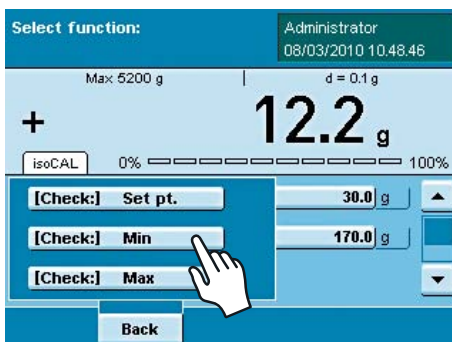 Select function:
Administrator
08/03/2010 10.48.46
Max 5200 g
d = 0.1 g
+ 12.2 g
isoCAL 0% 100%
[Check:] Set pt. 30.0 g
[Check:] Min 170.0 g
[Check:] Max
Back